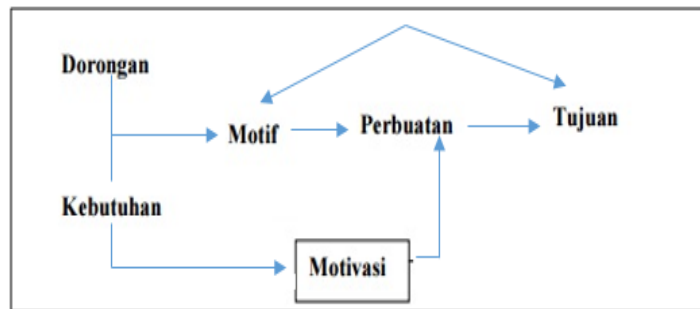 Dorongan
Motif
Perbuatan
Tujuan
Kebutuhan
Motivasi